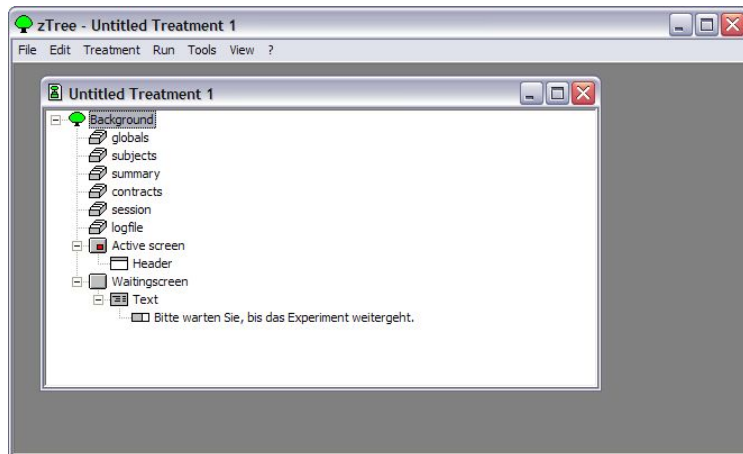 zTree - Untitled Treatment 1
File Edit Treatment Run Tools View ?
Untitled Treatment 1
Background
globals
subjects
summary
contracts
session
logfile
Active screen
Header
Waitingscreen
Text
Bitte warten Sie, bis das Experiment weitergeht.